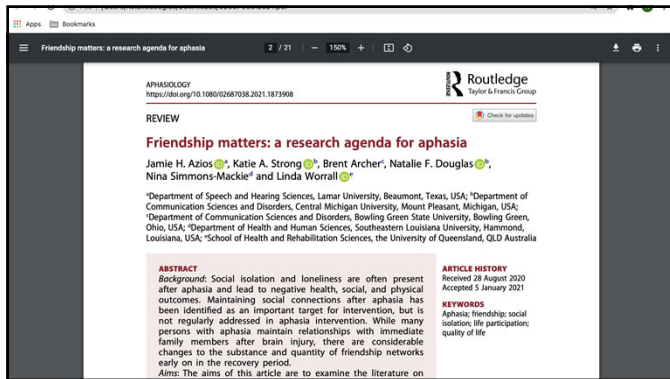 Apps Bookmarks
Friendship matters: a research agenda for aphasia 2 / 21 150%
APHASIOLOGY
https://doi.org/10.1080/02687038.2021.1873908
ROUTLEDGE
Routledge
Taylor & Francis Group
REVIEW
Check for updates
Friendship matters: a research agenda for aphasia
Jamie H. Azios iD a, Katie A. Strong iD b, Brent Archer c, Natalie F. Douglas iD b,
Nina Simmons-Mackie d and Linda Worrall iD e
aDepartment of Speech and Hearing Sciences, Lamar University, Beaumont, Texas, USA; bDepartment of
Communication Sciences and Disorders, Central Michigan University, Mount Pleasant, Michigan, USA;
cDepartment of Communication Sciences and Disorders, Bowling Green State University, Bowling Green,
Ohio, USA; dDepartment of Health and Human Sciences, Southeastern Louisiana University, Hammond,
Louisiana, USA; eSchool of Health and Rehabilitation Sciences, the University of Queensland, QLD Australia
ABSTRACT
Background: Social isolation and loneliness are often present
after aphasia and lead to negative health, social, and physical
outcomes. Maintaining social connections after aphasia has
been identified as an important target for intervention, but is
not regularly addressed in aphasia intervention. While many
persons with aphasia maintain relationships with immediate
family members after brain injury, there are considerable
changes to the substance and quantity of friendship networks
early on in the recovery period.
Aims: The aims of this article are to examine the literature on
ARTICLE HISTORY
Received 28 August 2020
Accepted 5 January 2021
KEYWORDS
Aphasia; friendship; social
isolation; life participation;
quality of life